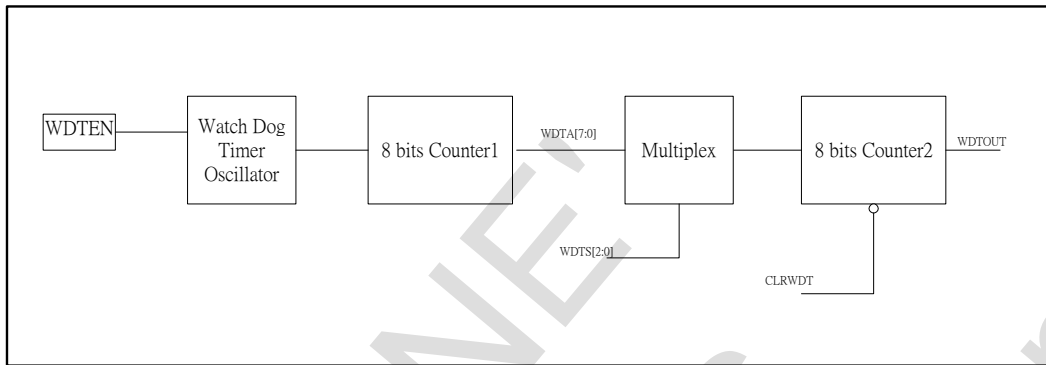 WDTEN
Watch Dog
Timer
Oscillator
8 bits Counter1
WDTA[7:0]
Multiplex
WDTS[2:0]
8 bits Counter2
WDTOUT
CLRWDT